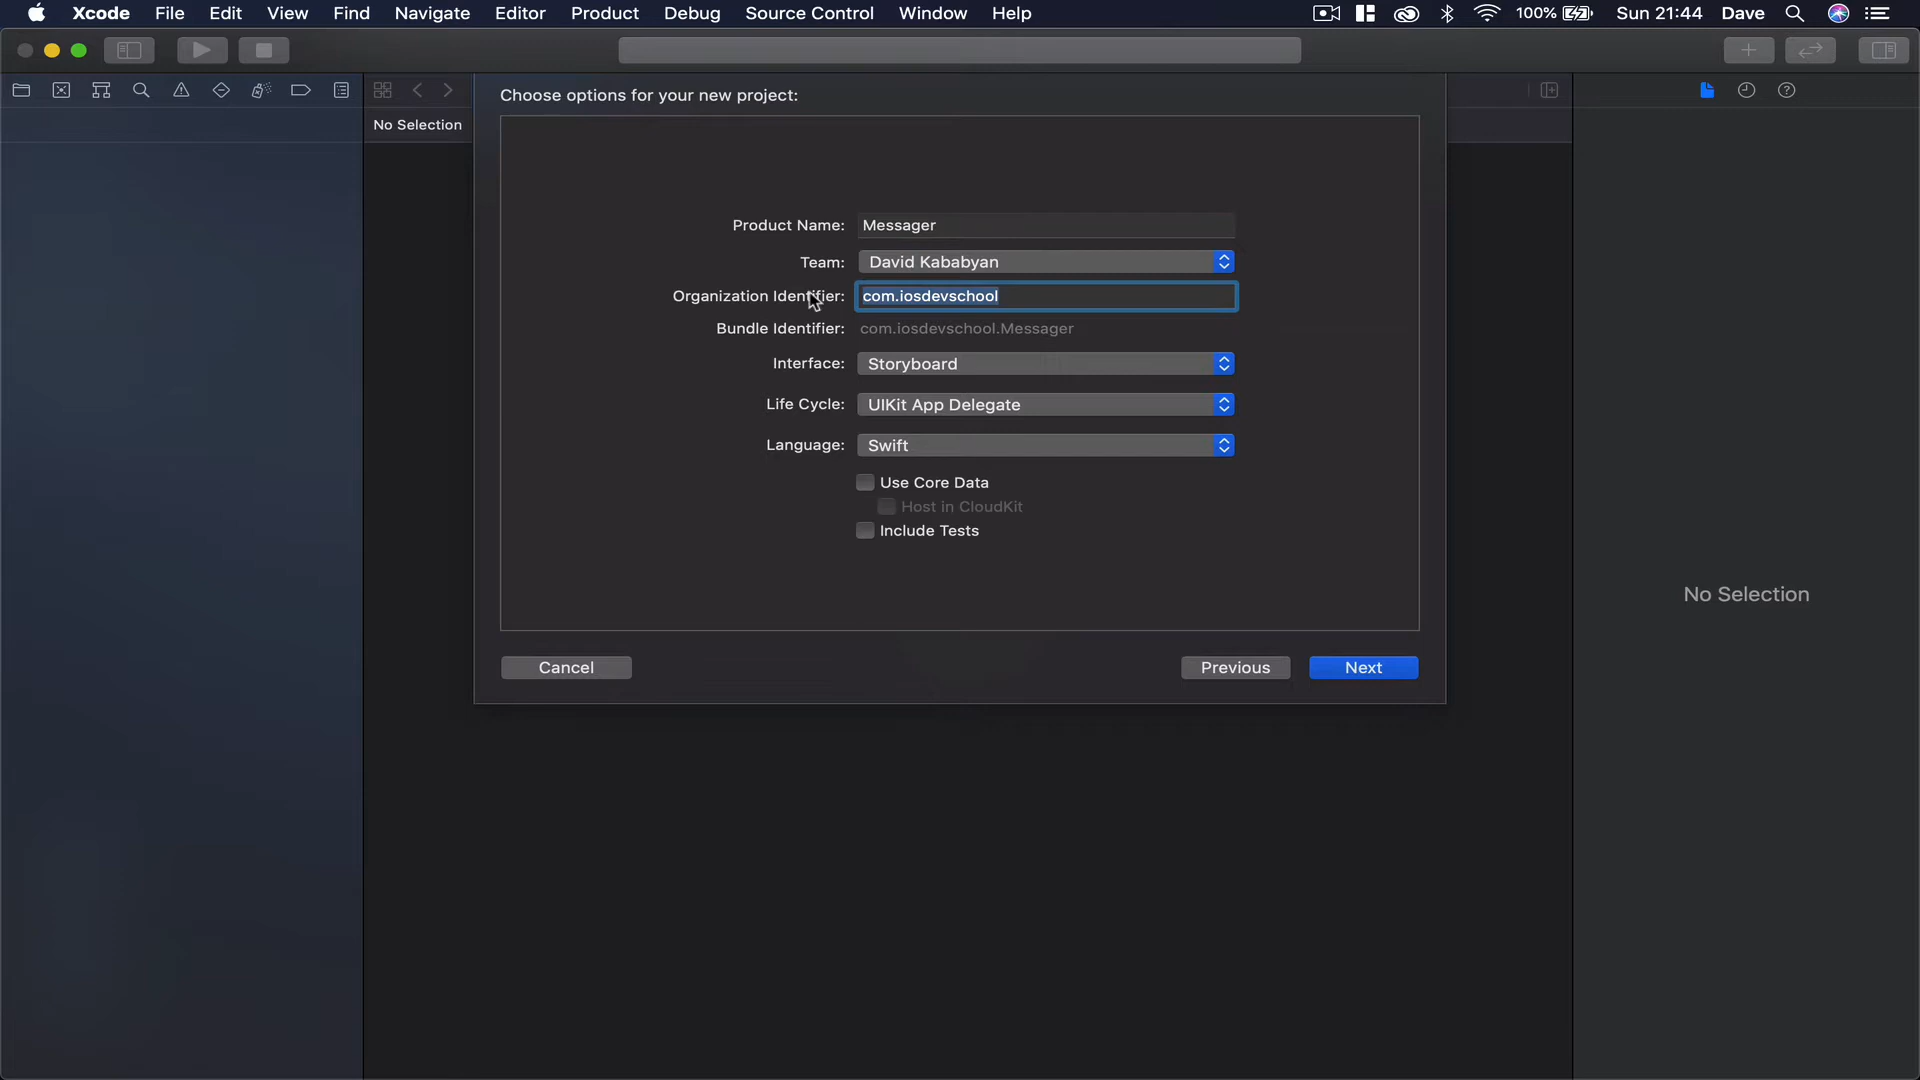 Xcode File Edit View Find Navigate Editor Product Debug Source Control Window Help 100% Sun 21:44 Dave
Choose options for your new project:
No Selection
Product Name: Messager
Team: David Kababyan
Organization Identifier: com.iosdevschool
Bundle Identifier: com.iosdevschool.Messager
Interface: Storyboard
Life Cycle: UIKit App Delegate
Language: Swift
Use Core Data
Host in CloudKit
Include Tests
No Selection
Cancel Previous Next